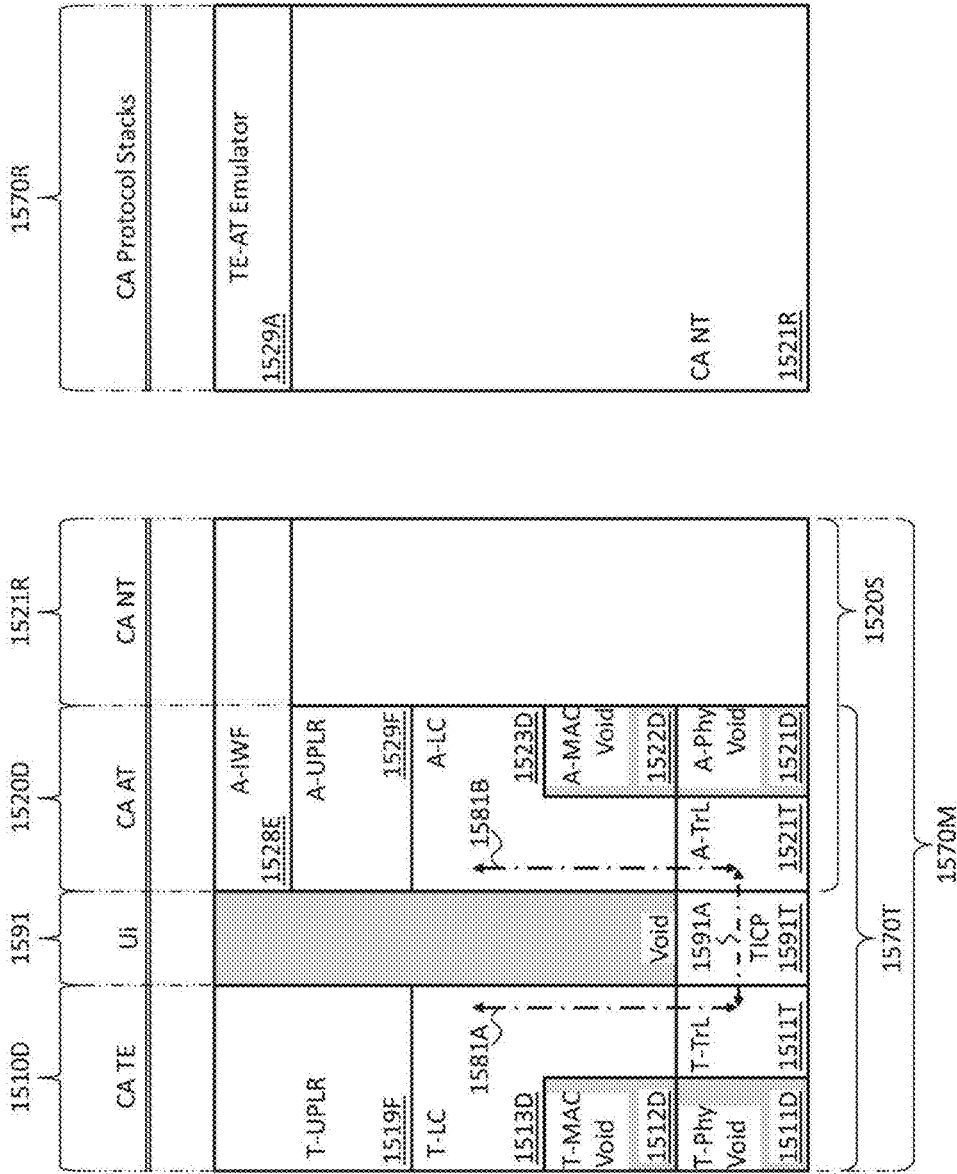 1510D
1591
1520D
1521R
1570R
CA TE
Ui
CA AT
CA NT
CA Protocol Stacks
A-IWF
1528E
TE-AT Emulator
1529A
T-UPLR
1519F
A-UPLR
1529F
T-LC
1513D
A-LC
1523D
1581A
1581B
T-MAC
Void
1512D
Void
A-MAC
Void
1522D
T-Phy
Void
1511D
T-TrL
1511T
1591A
TICP
1591T
A-TrL
1521T
A-Phy
Void
1521D
CA NT
1521R
1570T
1520S
1570M